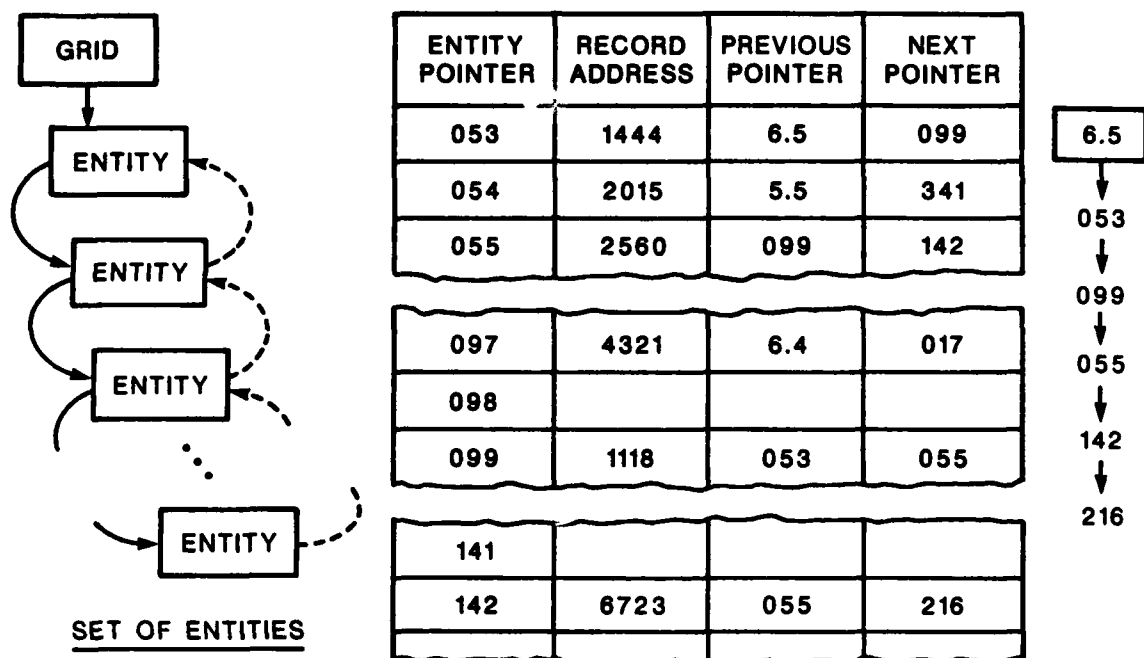 GRID
ENTITY
ENTITY
ENTITY
ENTITY
SET OF ENTITIES
ENTITY POINTER RECORD ADDRESS PREVIOUS POINTER NEXT POINTER
053 1444 6.5 099
054 2015 5.5 341
055 2560 099 142
097 4321 6.4 017
098
099 1118 053 055
141
142 6723 055 216
6.5
053
099
055
142
216